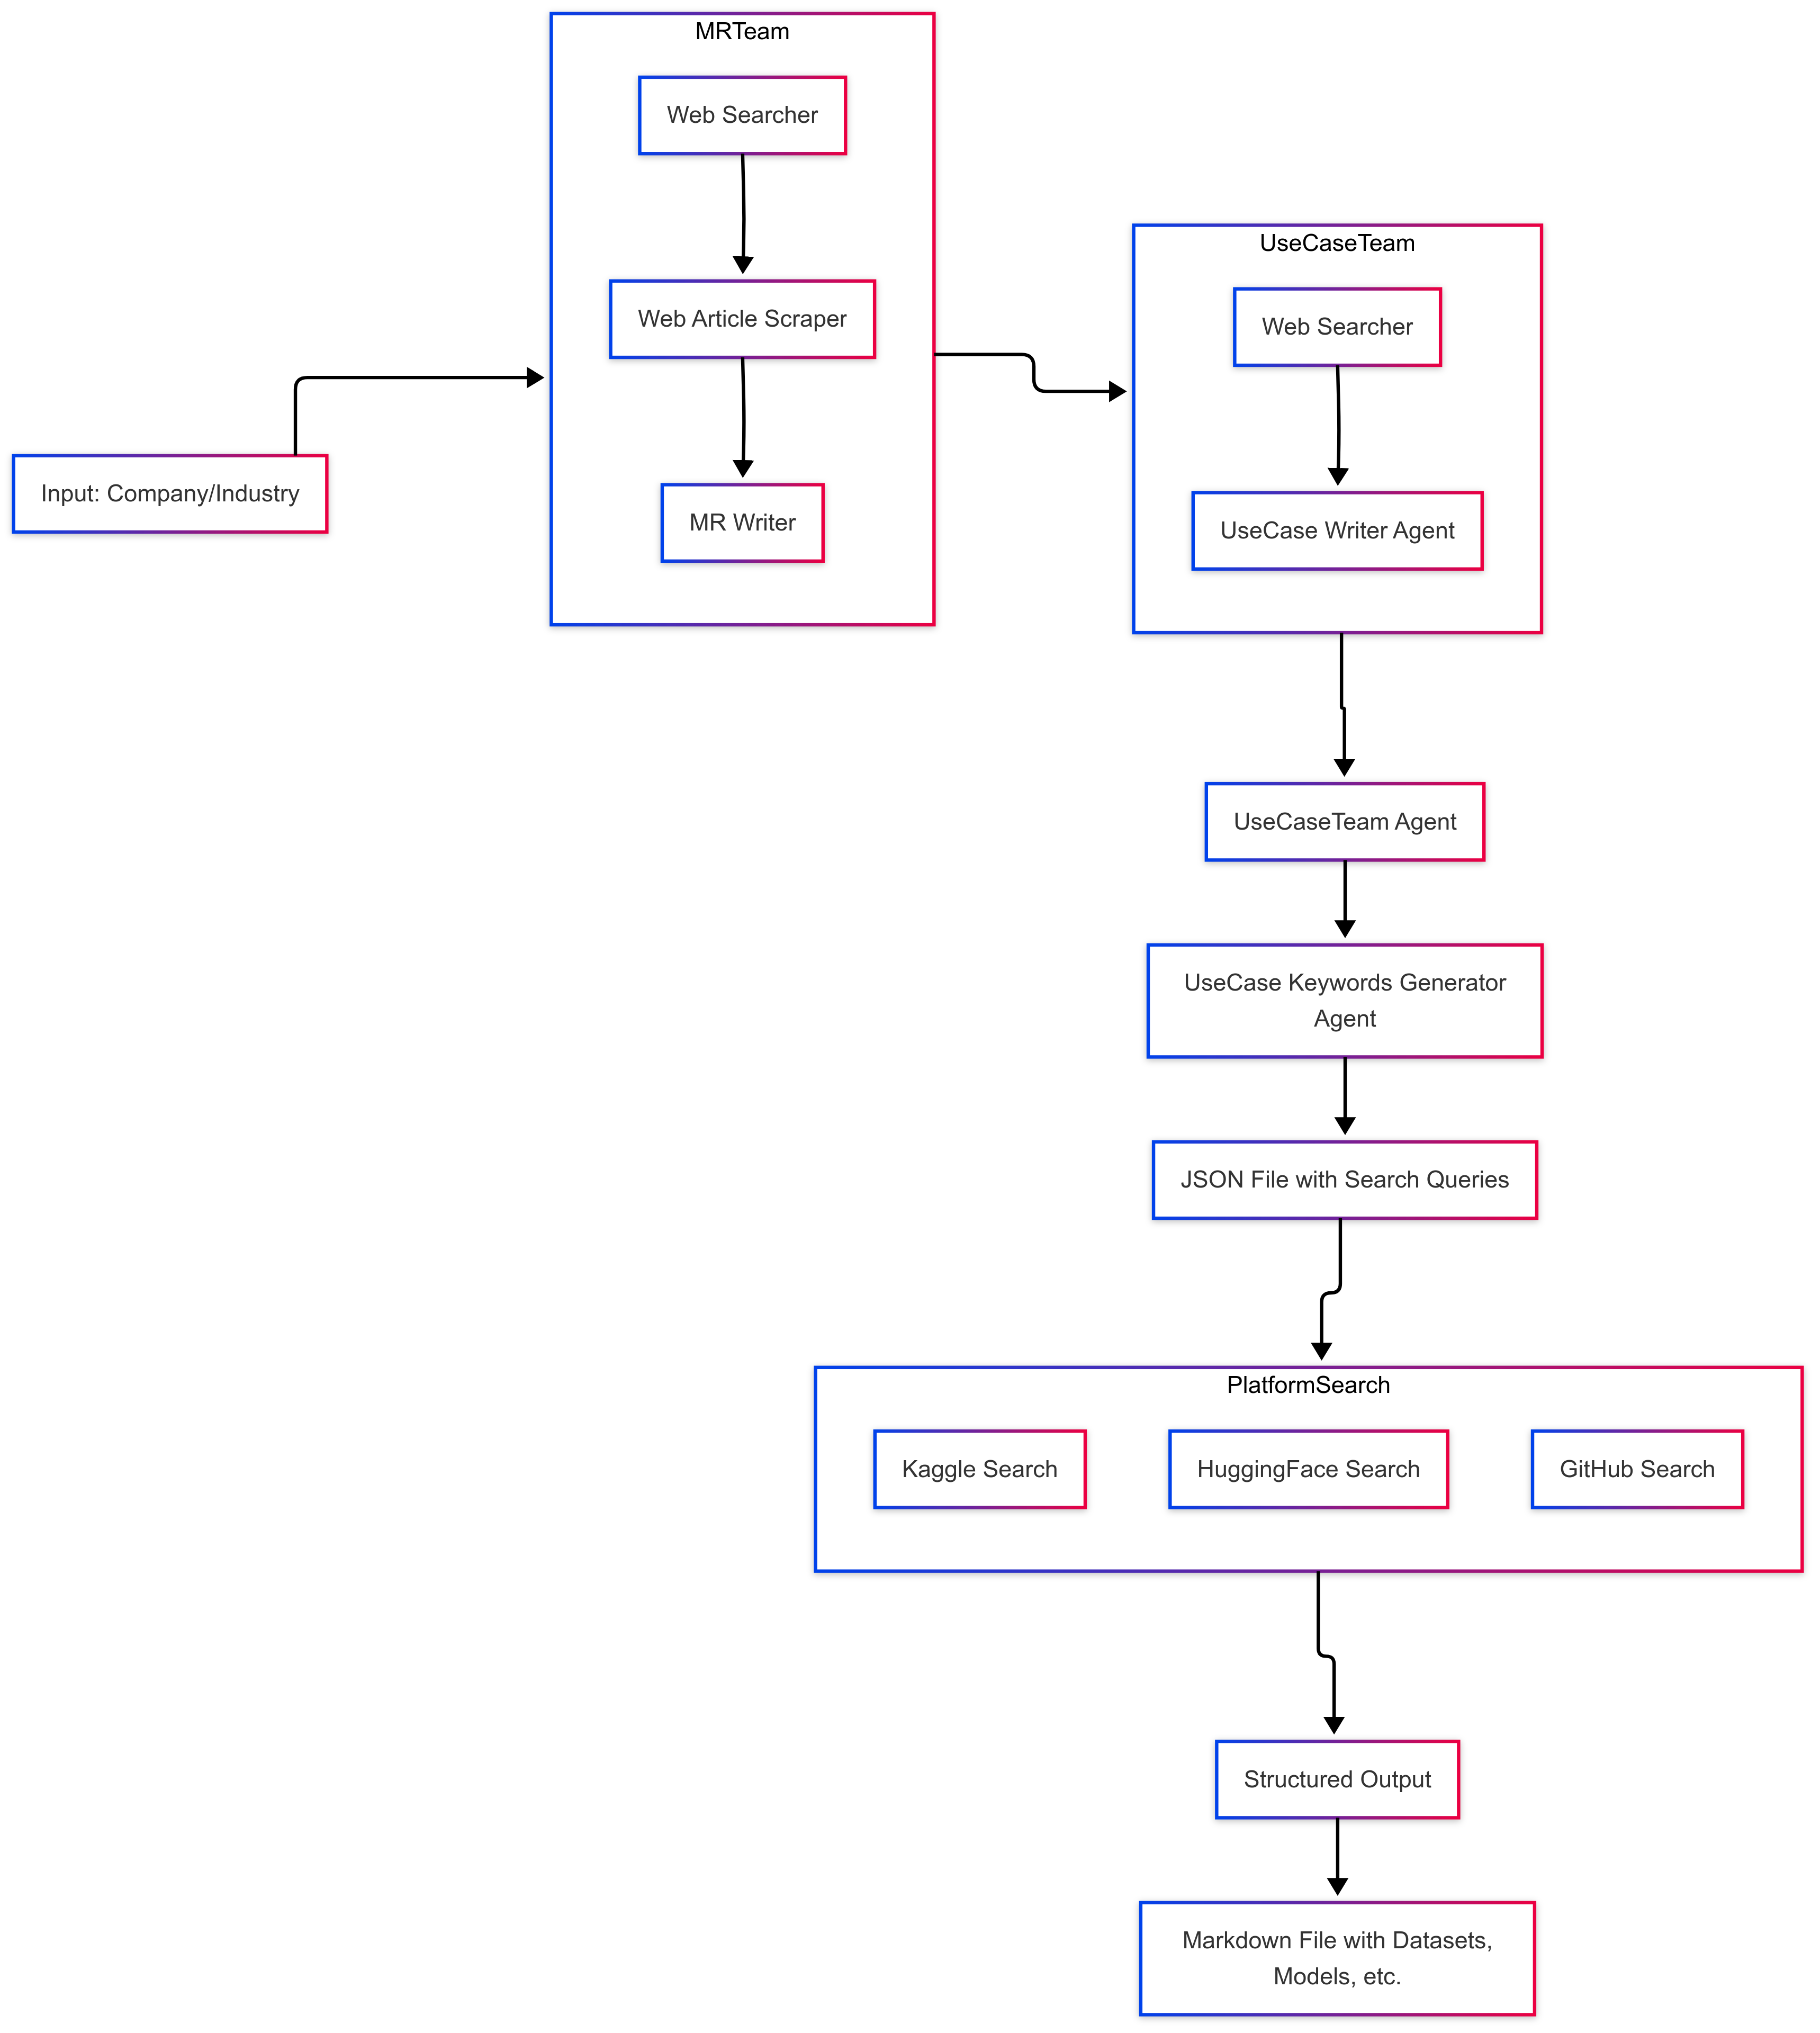 MRTeam
Web Searcher
Web Article Scraper
MR Writer
Input: Company/Industry
UseCaseTeam
Web Searcher
UseCase Writer Agent
UseCaseTeam Agent
UseCase Keywords Generator
Agent
JSON File with Search Queries
PlatformSearch
Kaggle Search
HuggingFace Search
GitHub Search
Structured Output
Markdown File with Datasets,
Models, etc.